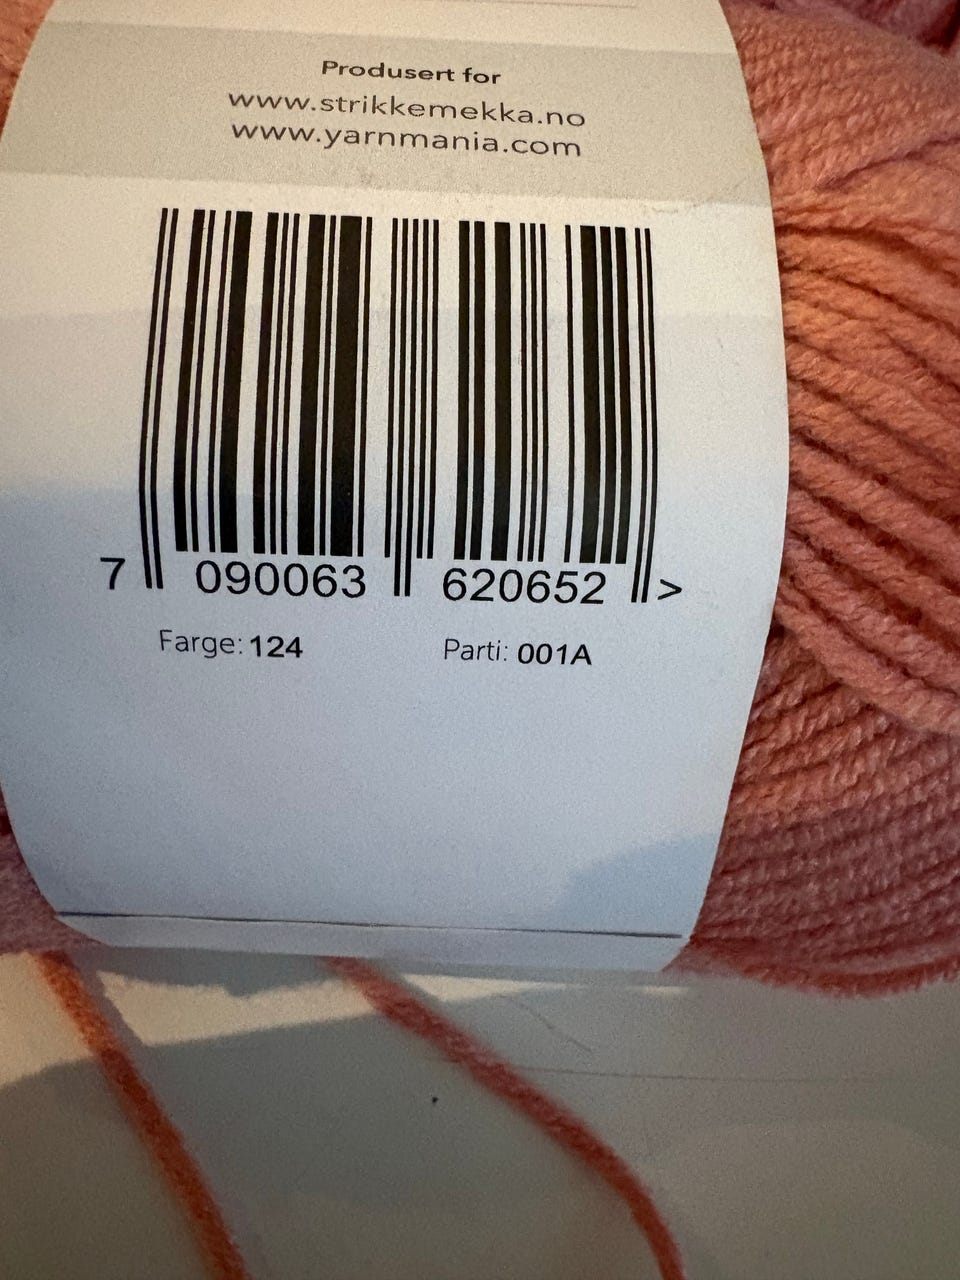 Produsert for
www.strikkemekka.no
www.yarnmania.com
7 090063 620652 >
Farge: 124 Parti: 001A